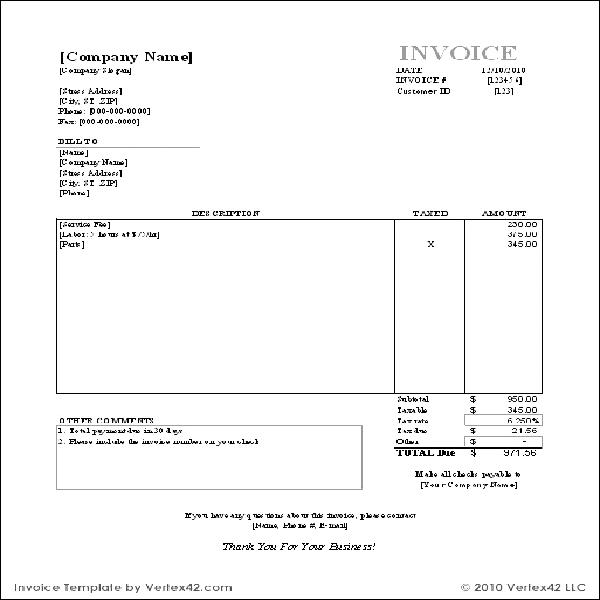 [Company Name]
INVOICE
[Company Slogan]
DATE 12/10/2010
INVOICE # [123456]
[Street Address]
Customer ID [123]
[City, ST ZIP]
Phone: [000-000-0000]
Fax: [000-000-0000]
BILL TO
[Name]
[Company Name]
[Street Address]
[City, ST ZIP]
[Phone]
DESCRIPTION TAXED AMOUNT
[Service Fee] 230.00
[Labor: 5 hours at $75/hr] 375.00
[Parts] X 345.00
Subtotal $ 950.00
Taxable $ 345.00
Tax rate 6.250%
Tax due $ 21.56
Other $ -
TOTAL Due $ 971.56
OTHER COMMENTS
1. Total payment due in 30 days
2. Please include the invoice number on your check
Make all checks payable to
[Your Company Name]
If you have any questions about this invoice, please contact
[Name, Phone #, E-mail]
Thank You For Your Business!
Invoice Template by Vertex42.com
© 2010 Vertex42 LLC